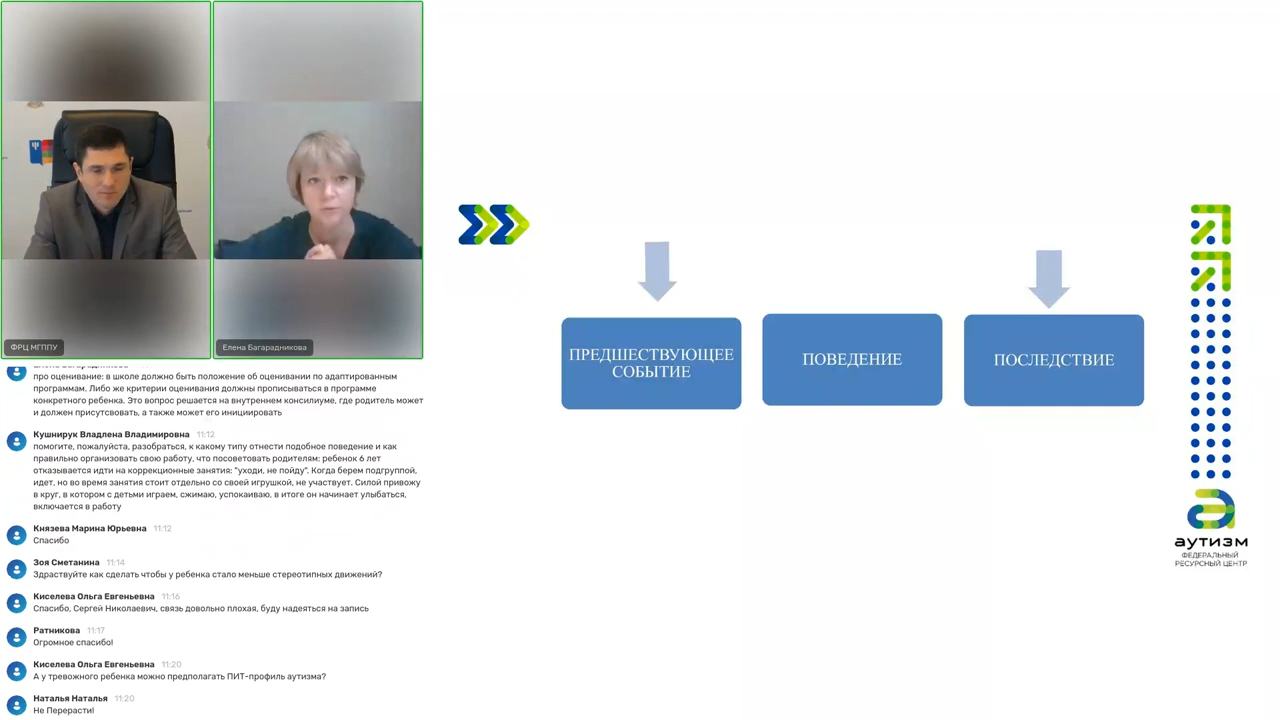 ФРЦ МГППУ
Елена Багарадникова
про оценивание: в школе должно быть положение об оценивании по адаптированным
программам. Либо же критерии оценивания должны прописываться в программе
конкретного ребенка. Это вопрос решается на внутреннем консилиуме, где родитель может
и должен присутсвовать, а также может его инициировать
Кушнирук Владлена Владимировна 11:12
помогите, пожалуйста, разобраться, к какому типу отнести подобное поведение и как
правильно организовать свою работу, что посоветовать родителям: ребенок 6 лет
отказывается идти на коррекционные занятия: "уходи, не пойду". Когда берем подгруппой,
идет, но во время занятия стоит отдельно со своей игрушкой, не участвует. Силой привожу
в круг, в котором с детьми играем, сжимаю, успокаиваю, в итоге он начинает улыбаться,
включается в работу
Князева Марина Юрьевна 11:12
Спасибо
Зоя Сметанина 11:14
Здраствуйте как сделать чтобы у ребенка стало меньше стереотипных движений?
Киселева Ольга Евгеньевна 11:16
Спасибо, Сергей Николаевич, связь довольно плохая, буду надеяться на запись
Ратникова 11:17
Огромное спасибо!
Киселева Ольга Евгеньевна 11:20
А у тревожного ребенка можно предполагать ПИТ-профиль аутизма?
Наталья Наталья 11:20
Не Перерасти!
ПРЕДШЕСТВУЮЩЕЕ
СОБЫТИЕ
ПОВЕДЕНИЕ
ПОСЛЕДСТВИЕ
аутизм
ФЕДЕРАЛЬНЫЙ
РЕСУРСНЫЙ ЦЕНТР